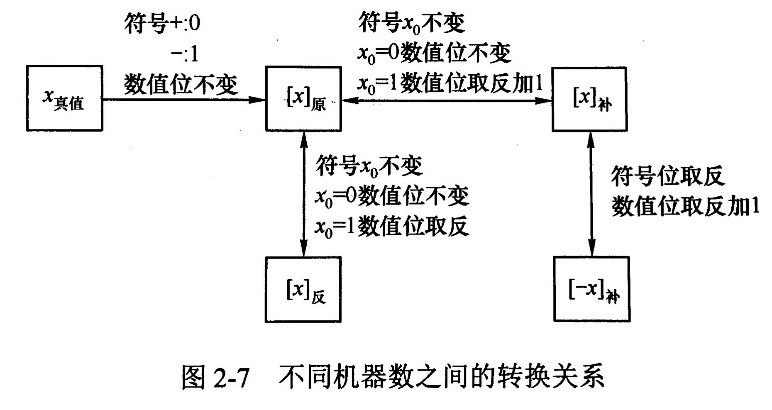 符号+:0
−:1
数值位不变
x真值
[x]原
符号x₀不变
x₀=0数值位不变
x₀=1数值位取反加1
[x]补
符号x₀不变
x₀=0数值位不变
x₀=1数值位取反
符号位取反
数值位取反加1
[x]反
[−x]补
图 2-7 不同机器数之间的转换关系